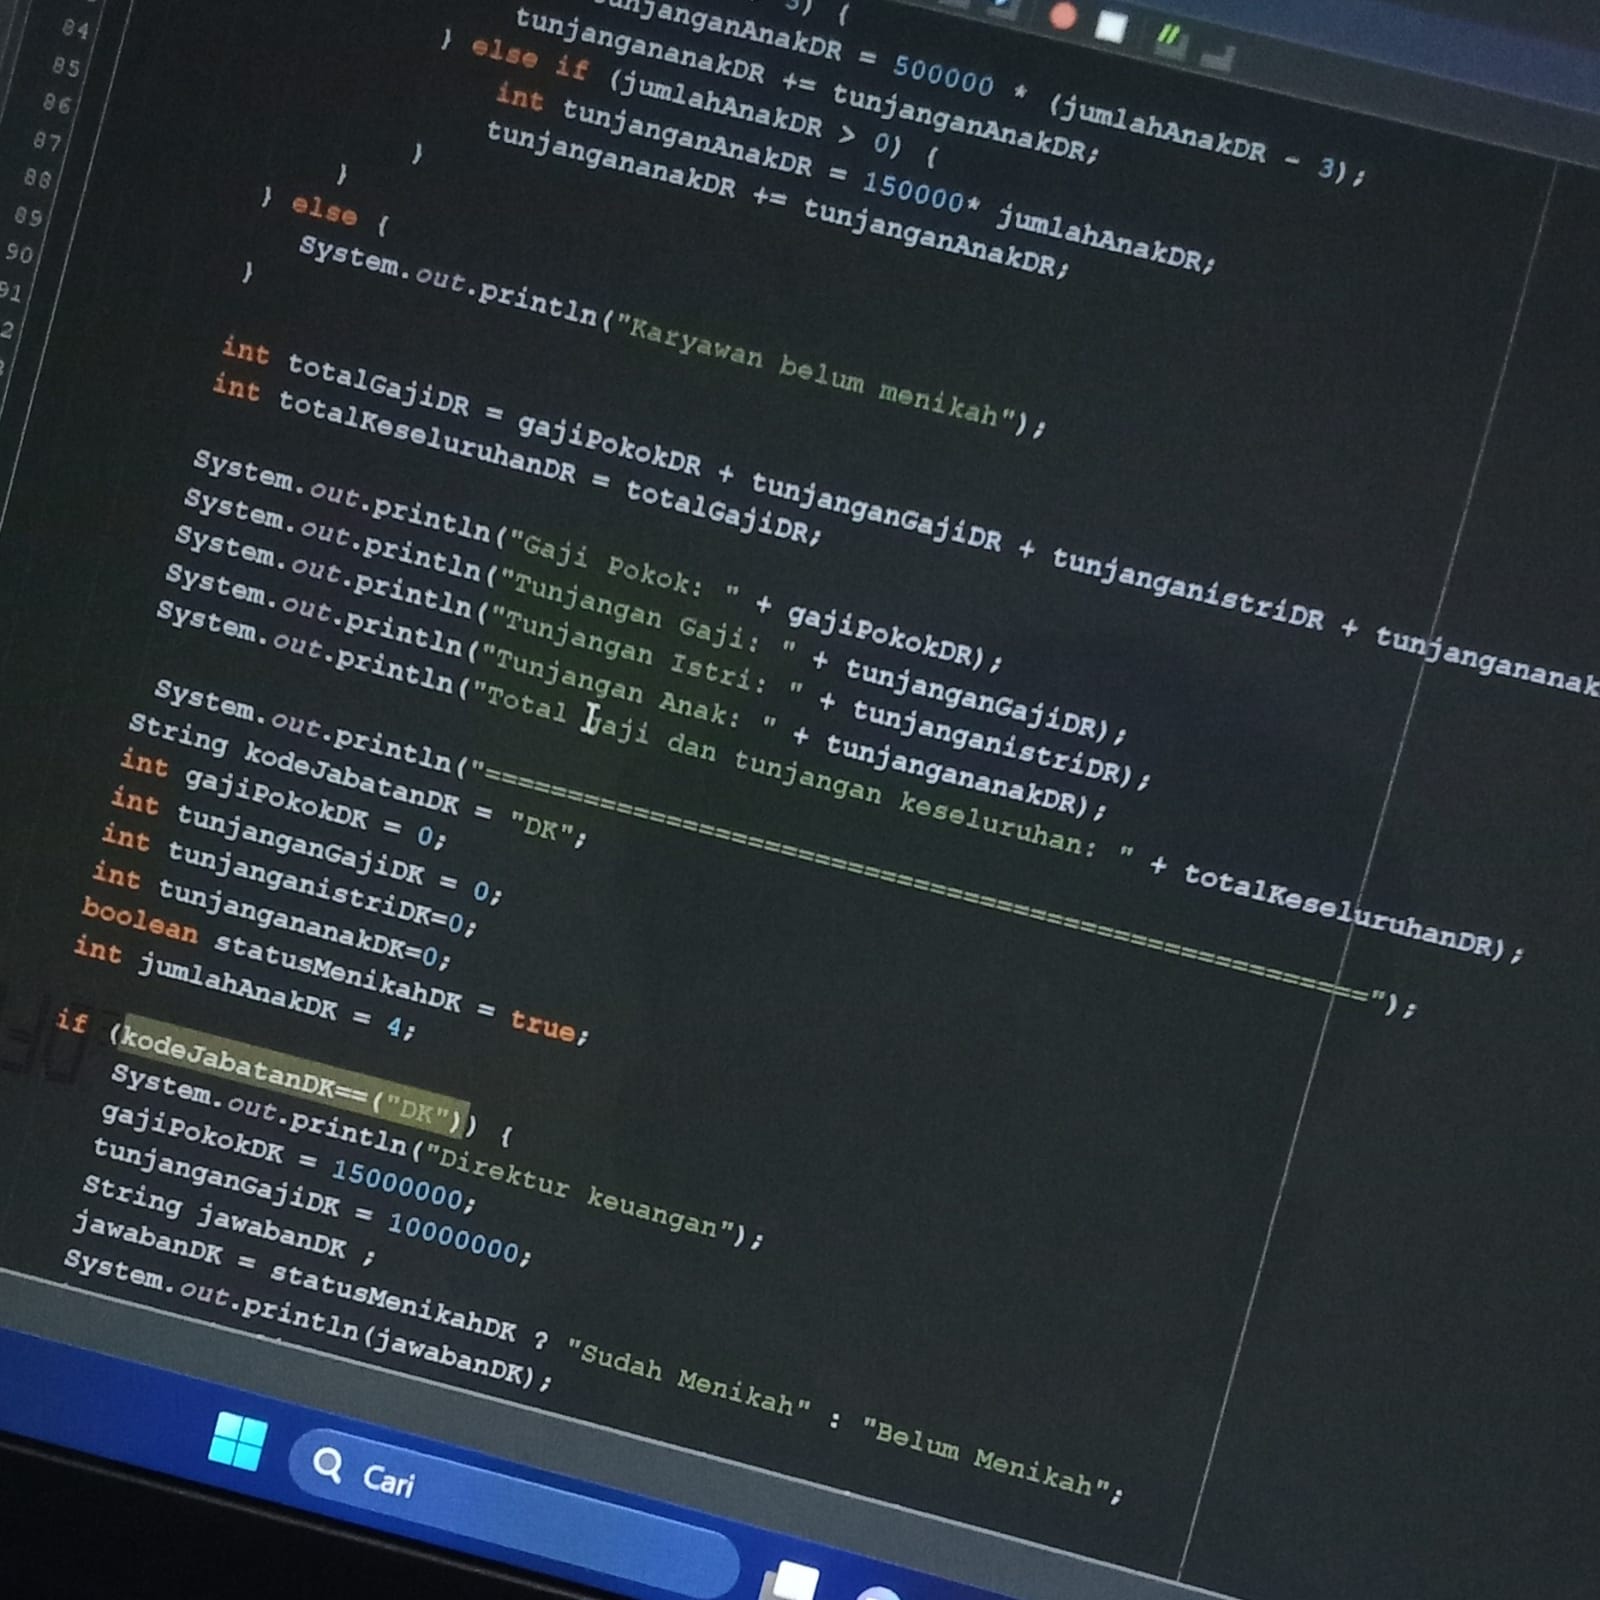 84
85
86
87
88
89
90
91
tunjanganAnakDR = 500000 * (jumlahAnakDR - 3);
tunjangananakDR += tunjanganAnakDR;
} else if (jumlahAnakDR > 0) {
int tunjanganAnakDR = 150000* jumlahAnakDR;
tunjangananakDR += tunjanganAnakDR;
}
}
} else {
System.out.println("Karyawan belum menikah");
}
int totalGajiDR = gajiPokokDR + tunjanganGajiDR + tunjanganistriDR + tunjangananak
int totalKeseluruhanDR = totalGajiDR;
System.out.println("Gaji Pokok: " + gajiPokokDR);
System.out.println("Tunjangan Gaji: " + tunjanganGajiDR);
System.out.println("Tunjangan Istri: " + tunjanganistriDR);
System.out.println("Tunjangan Anak: " + tunjangananakDR);
System.out.println("Total Gaji dan tunjangan keseluruhan: " + totalKeseluruhanDR);
System.out.println("==================================================================");
String kodeJabatanDK = "DK";
int gajiPokokDK = 0;
int tunjanganGajiDK = 0;
int tunjanganistriDK=0;
int tunjangananakDK=0;
boolean statusMenikahDK = true;
int jumlahAnakDK = 4;
if (kodeJabatanDK==("DK")) {
System.out.println("Direktur keuangan");
gajiPokokDK = 15000000;
tunjanganGajiDK = 10000000;
String jawabanDK ;
jawabanDK = statusMenikahDK ? "Sudah Menikah" : "Belum Menikah";
System.out.println(jawabanDK);
Cari